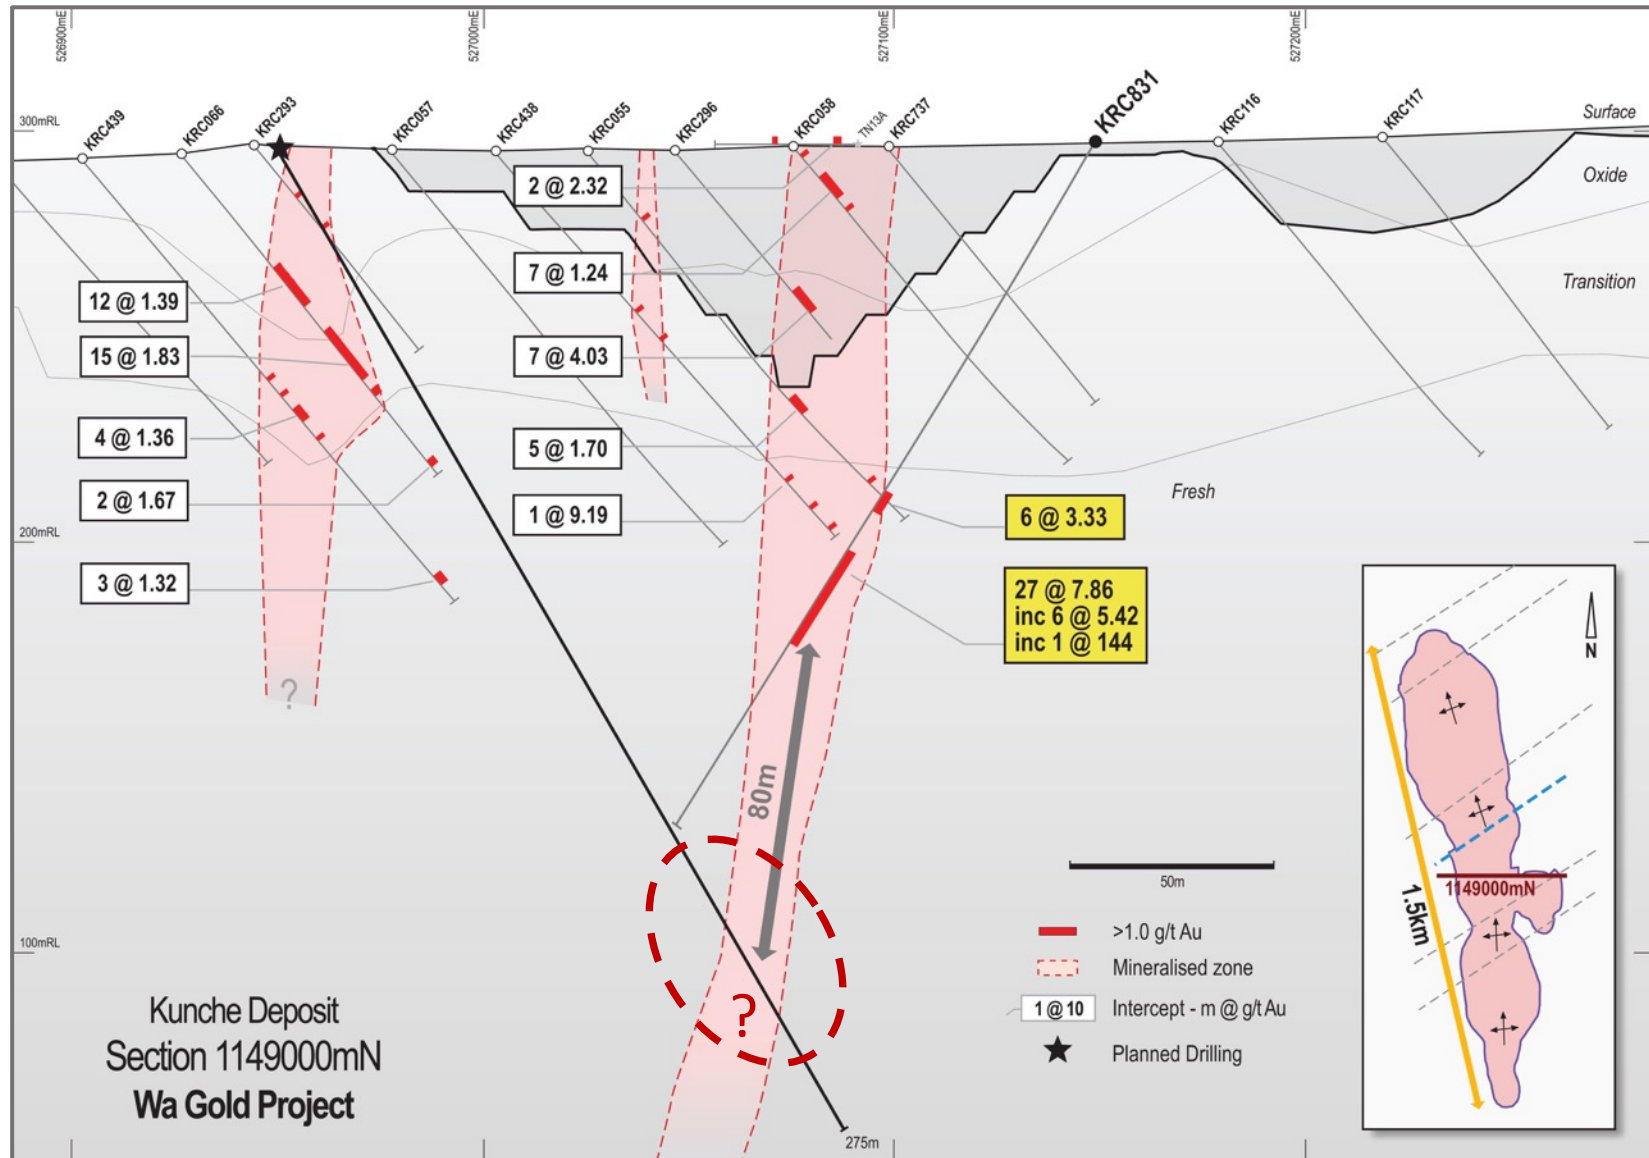 526900mE
527000mE
527100mE
527200mE
300mRL
KRC439
KRC066
KRC293
KRC057
KRC438
KRC055
KRC296
KRC058
TN13A
KRC737
KRC831
KRC116
KRC117
Surface
Oxide
Transition
Fresh
2 @ 2.32
7 @ 1.24
12 @ 1.39
15 @ 1.83
7 @ 4.03
4 @ 1.36
5 @ 1.70
2 @ 1.67
1 @ 9.19
6 @ 3.33
200mRL
3 @ 1.32
27 @ 7.86
inc 6 @ 5.42
inc 1 @ 144
?
80m
50m
>1.0 g/t Au
Mineralised zone
1 @ 10
Intercept - m @ g/t Au
Planned Drilling
100mRL
?
275m
Kunche Deposit
Section 1149000mN
Wa Gold Project
N
1149000mN
1.5km